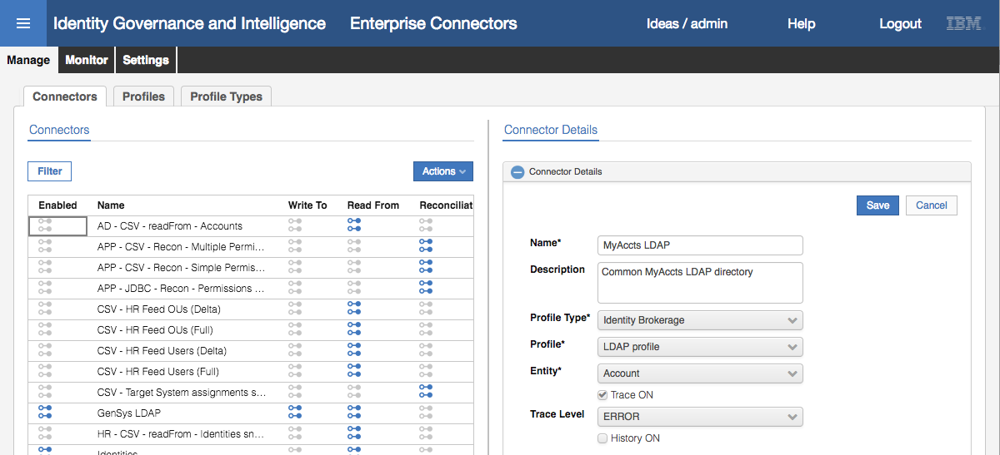 Identity Governance and Intelligence Enterprise Connectors Ideas / admin Help Logout IBM
Manage Monitor Settings
Connectors Profiles Profile Types
Connectors
Filter Actions
Enabled Name Write To Read From Reconciliat
AD - CSV - readFrom - Accounts
APP - CSV - Recon - Multiple Permi...
APP - CSV - Recon - Simple Permis...
APP - JDBC - Recon - Permissions ...
CSV - HR Feed OUs (Delta)
CSV - HR Feed OUs (Full)
CSV - HR Feed Users (Delta)
CSV - HR Feed Users (Full)
CSV - Target System assignments s...
GenSys LDAP
HR - CSV - readFrom - Identities sn...
Identities
Connector Details
Connector Details
Save Cancel
Name* MyAccts LDAP
Description Common MyAccts LDAP directory
Profile Type* Identity Brokerage
Profile* LDAP profile
Entity* Account
Trace ON
Trace Level ERROR
History ON